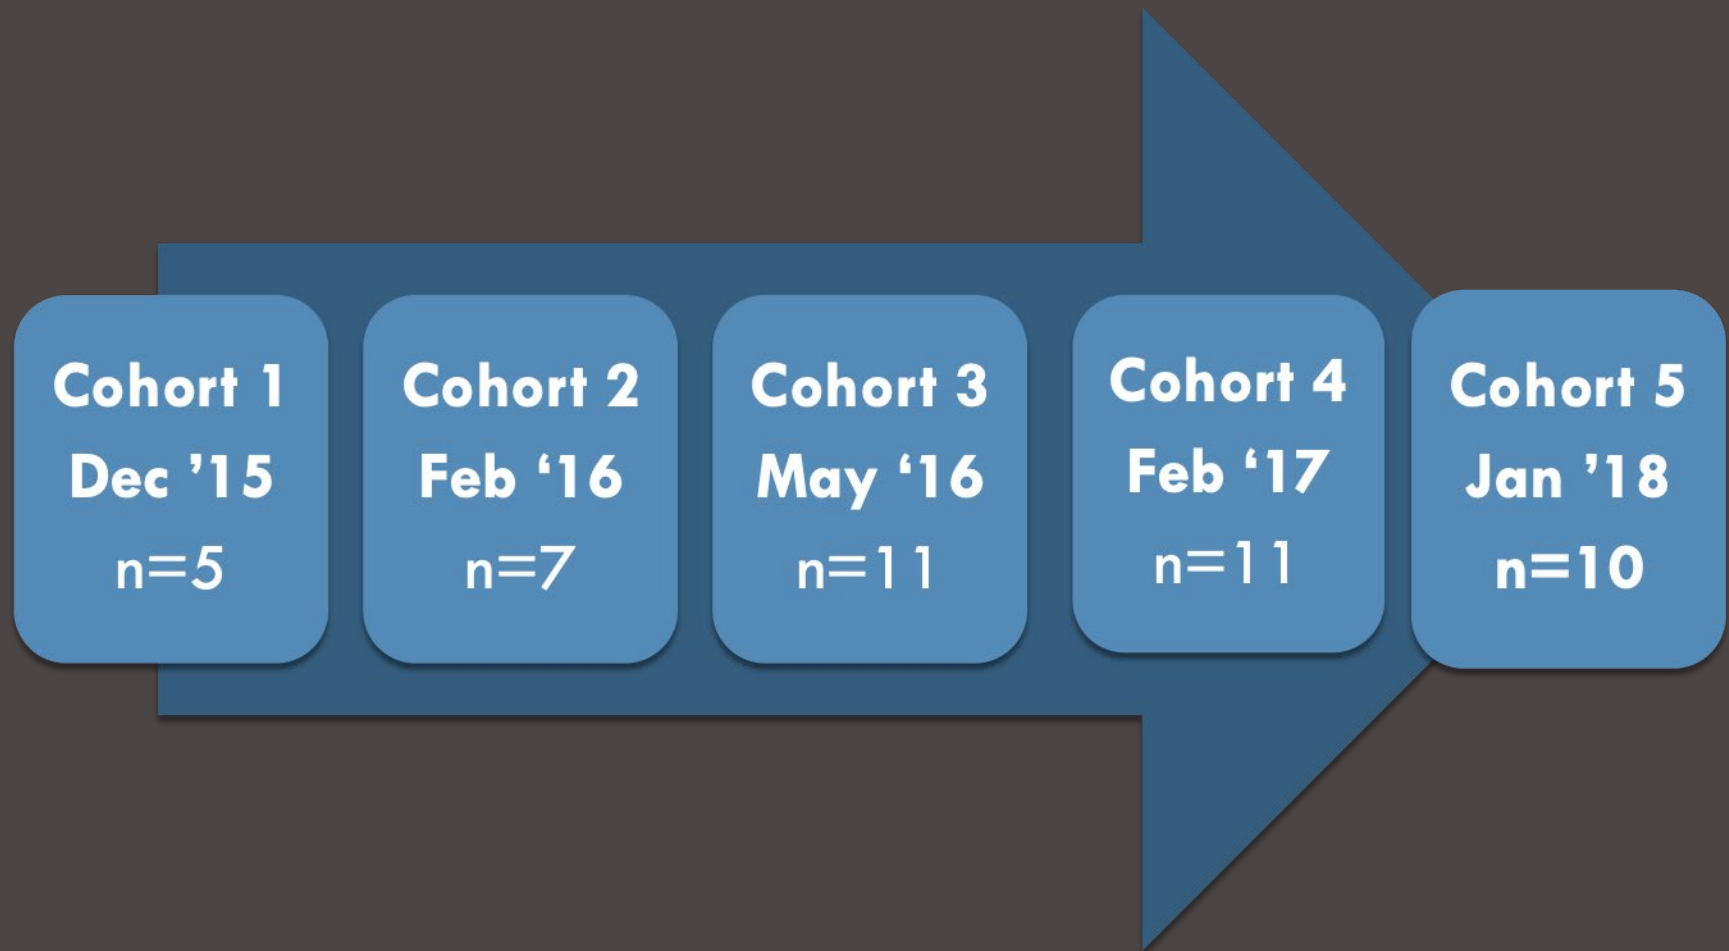 Cohort 1
Dec ’15
n=5
Cohort 2
Feb ‘16
n=7
Cohort 3
May ‘16
n=11
Cohort 4
Feb ‘17
n=11
Cohort 5
Jan ’18
n=10